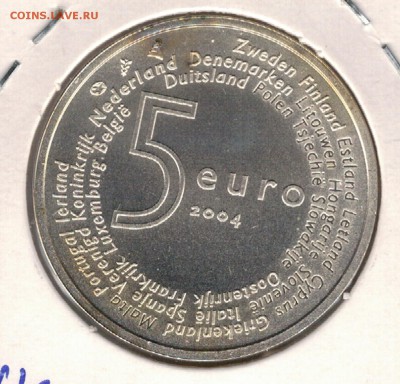 COINS.LAW.RU
5 euro
2004
Zweden Finland Estland Letland Cyprus Griekenland Malta Portugal Ierland
Nederland Denemarken Litouwen Hongarije Slovenië Italië Spanje Verenigd Koninkrijk
Duitsland Polen Tsjechië Slowakije Oostenrijk Frankrijk Luxemburg België